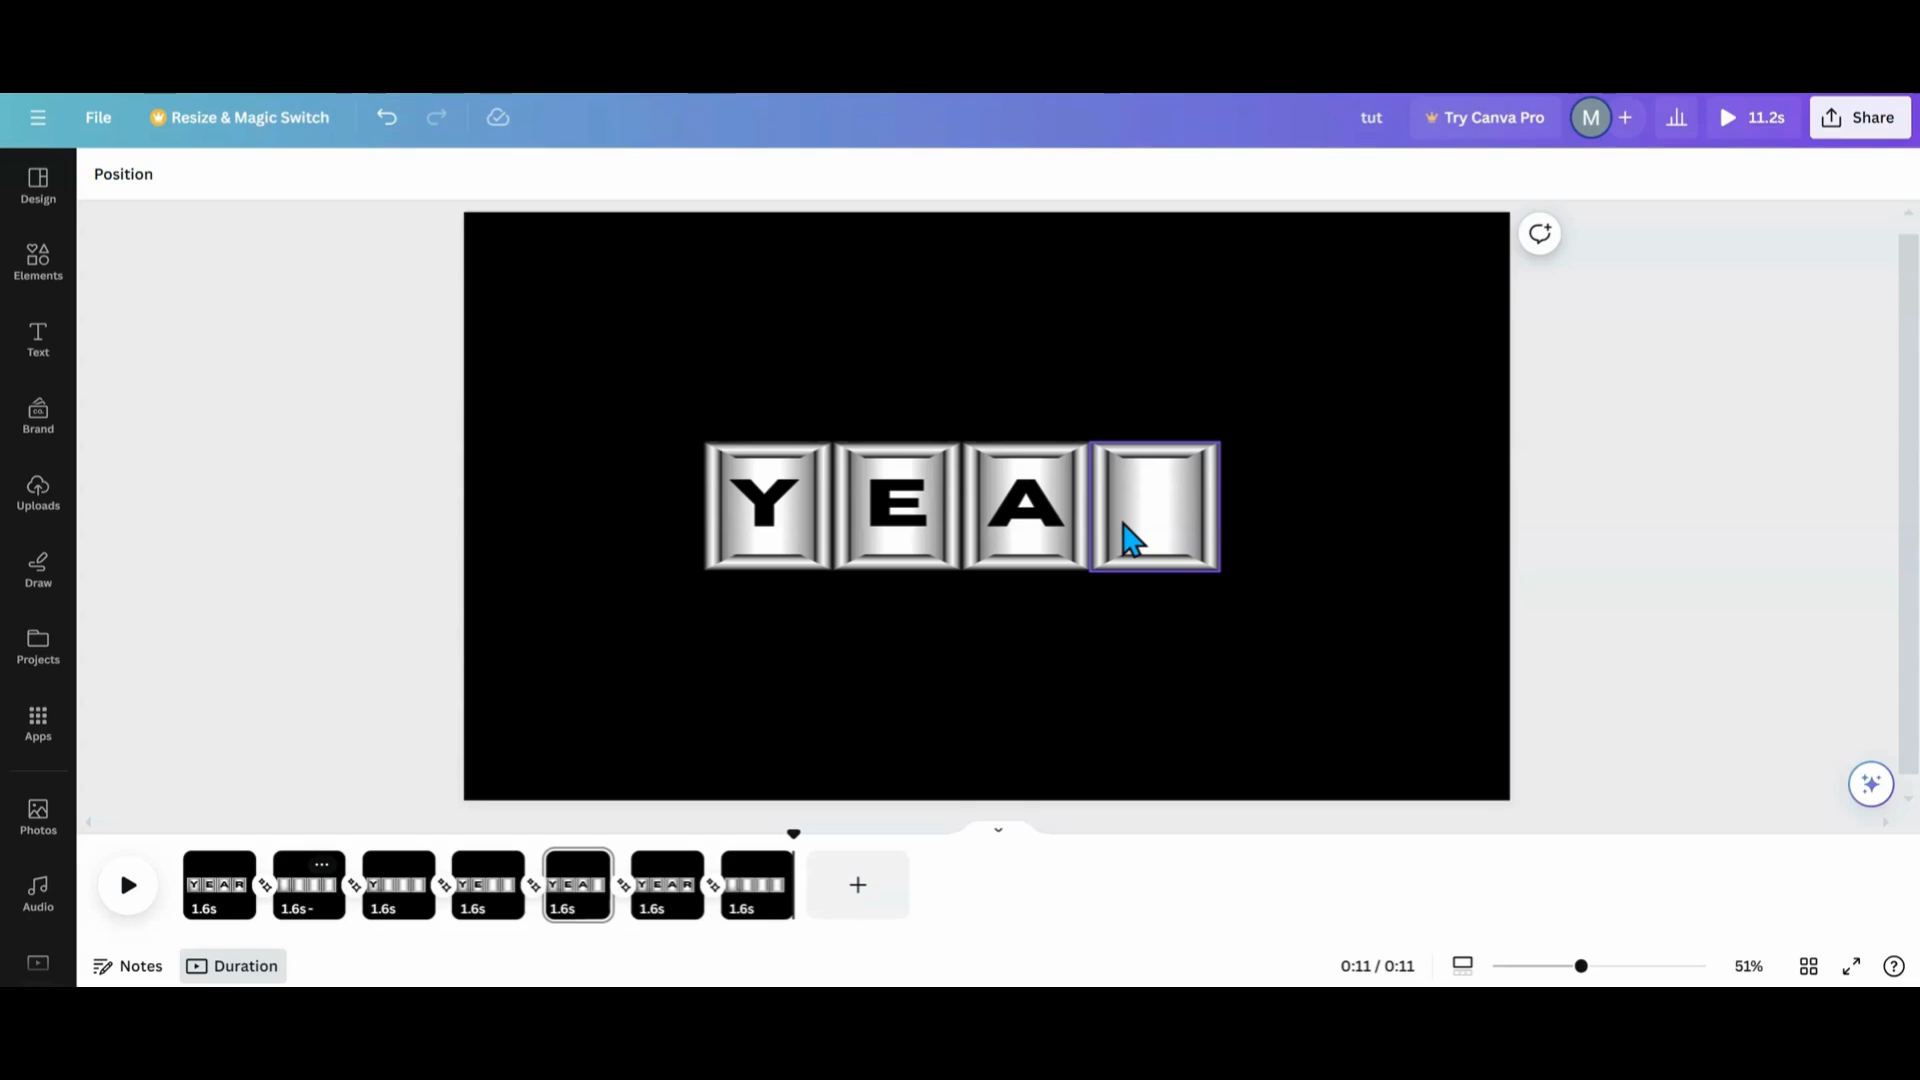 File
Resize & Magic Switch
tut
Try Canva Pro
M
11.2s
Share
Position
Design
Elements
Text
CO.
Brand
Uploads
Draw
Projects
Apps
Photos
Audio
Y E A
Y E A R
1.6s
1.6s-
Y
1.6s
Y E
1.6s
Y E A
1.6s
Y E A R
1.6s
1.6s
Notes
Duration
0:11 / 0:11
51%